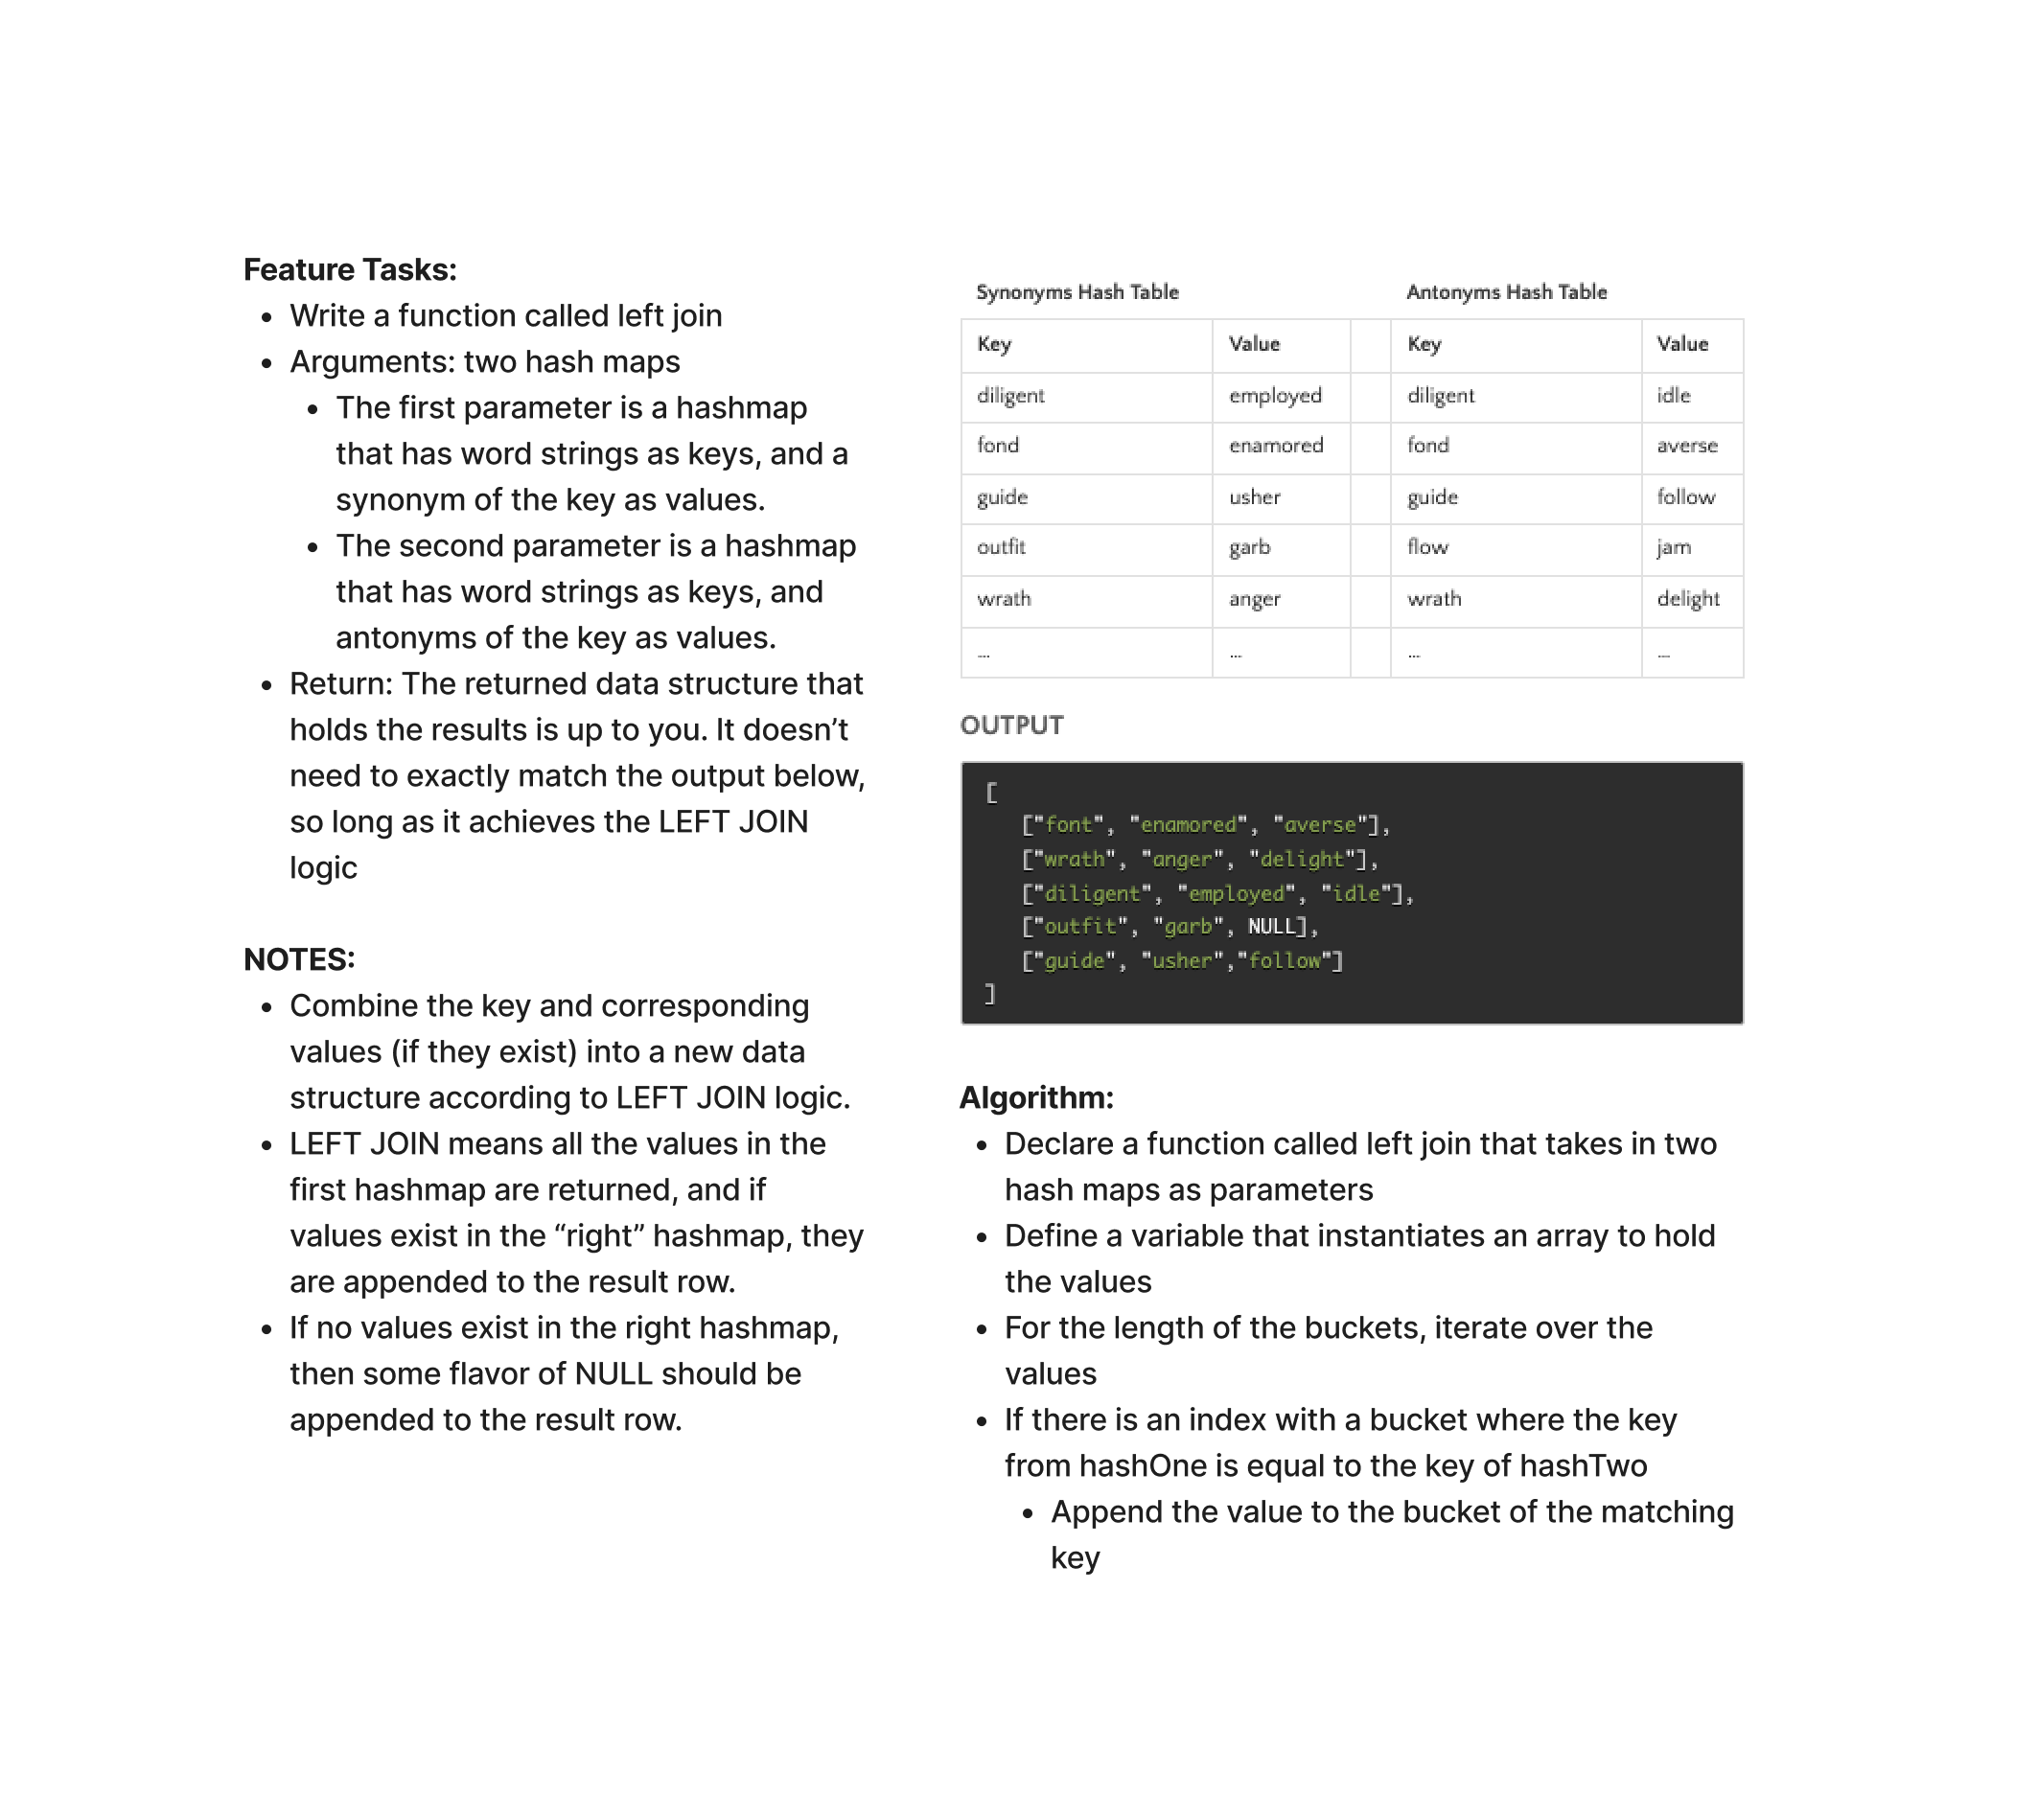 Feature Tasks:
• Write a function called left join
• Arguments: two hash maps
• The first parameter is a hashmap
that has word strings as keys, and a
synonym of the key as values.
• The second parameter is a hashmap
that has word strings as keys, and
antonyms of the key as values.
• Return: The returned data structure that
holds the results is up to you. It doesn’t
need to exactly match the output below,
so long as it achieves the LEFT JOIN
logic
NOTES:
• Combine the key and corresponding
values (if they exist) into a new data
structure according to LEFT JOIN logic.
• LEFT JOIN means all the values in the
first hashmap are returned, and if
values exist in the “right” hashmap, they
are appended to the result row.
• If no values exist in the right hashmap,
then some flavor of NULL should be
appended to the result row.
Synonyms Hash Table Antonyms Hash Table
Key Value Key Value
diligent employed diligent idle
fond enamored fond averse
guide usher guide follow
outfit garb flow jam
wrath anger wrath delight
... ... ... ...
OUTPUT
[
["font", "enamored", "averse"],
["wrath", "anger", "delight"],
["diligent", "employed", "idle"],
["outfit", "garb", NULL],
["guide", "usher","follow"]
]
Algorithm:
• Declare a function called left join that takes in two
hash maps as parameters
• Define a variable that instantiates an array to hold
the values
• For the length of the buckets, iterate over the
values
• If there is an index with a bucket where the key
from hashOne is equal to the key of hashTwo
• Append the value to the bucket of the matching
key